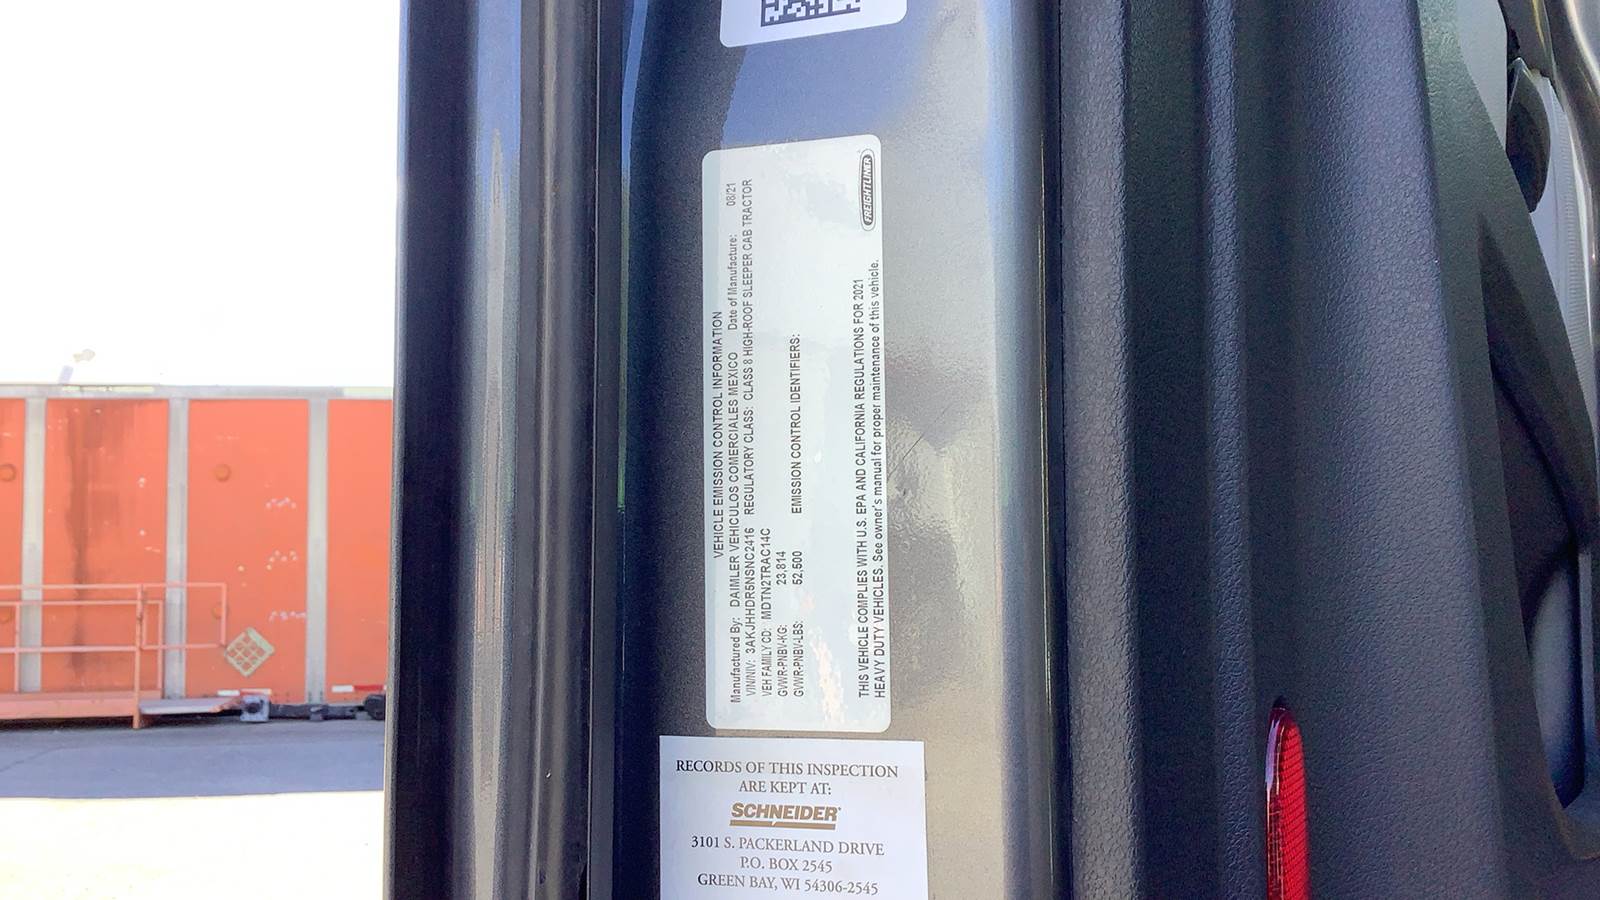 FREIGHTLINER
VEHICLE EMISSION CONTROL INFORMATION
Manufactured By: DAIMLER VEHICULOS COMERCIALES MEXICO Date of Manufacture: 08/21
VIN/NIV: 3AKJHHDR5NSNC2416 REGULATORY CLASS: CLASS 8 HIGH-ROOF SLEEPER CAB TRACTOR
VEH FAMILY CD: MDTN2TRAC14C
GVWR-PNBV-KG: 23,814
GVWR-PNBV-LBS: 52,500 EMISSION CONTROL IDENTIFIERS:
THIS VEHICLE COMPLIES WITH U.S. EPA AND CALIFORNIA REGULATIONS FOR 2021
HEAVY DUTY VEHICLES. See owner's manual for proper maintenance of this vehicle.
RECORDS OF THIS INSPECTION
ARE KEPT AT:
SCHNEIDER
3101 S. PACKERLAND DRIVE
P.O. BOX 2545
GREEN BAY, WI 54306-2545